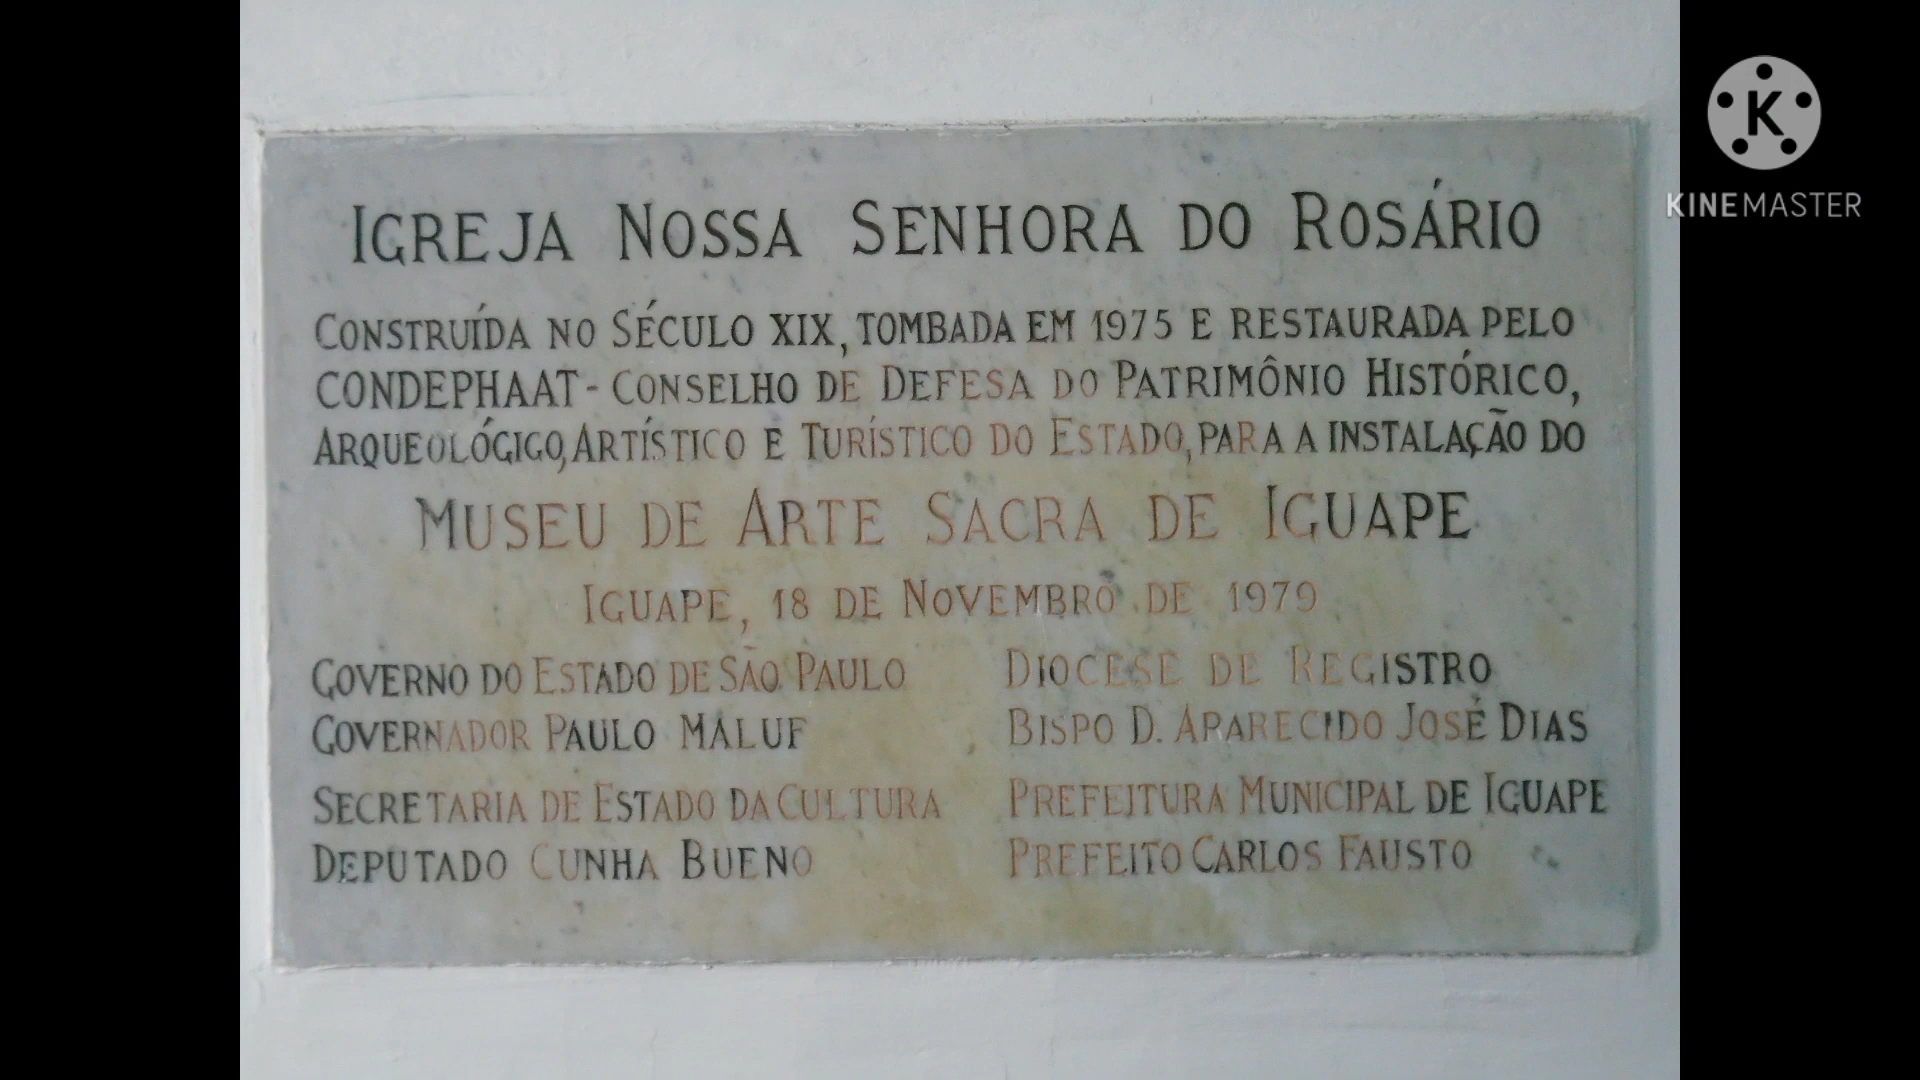 IGREJA NOSSA SENHORA DO ROSÁRIO
CONSTRUÍDA NO SÉCULO XIX, TOMBADA EM 1975 E RESTAURADA PELO
CONDEPHAAT - CONSELHO DE DEFESA DO PATRIMÔNIO HISTÓRICO,
ARQUEOLÓGICO, ARTÍSTICO E TURÍSTICO DO ESTADO, PARA A INSTALAÇÃO DO
MUSEU DE ARTE SACRA DE IGUAPE
IGUAPE, 18 DE NOVEMBRO DE 1979
GOVERNO DO ESTADO DE SÃO PAULO
GOVERNADOR PAULO MALUF
SECRETARIA DE ESTADO DA CULTURA
DEPUTADO CUNHA BUENO
DIOCESE DE REGISTRO
BISPO D. APARECIDO JOSÉ DIAS
PREFEITURA MUNICIPAL DE IGUAPE
PREFEITO CARLOS FAUSTO
K
KINEMASTER